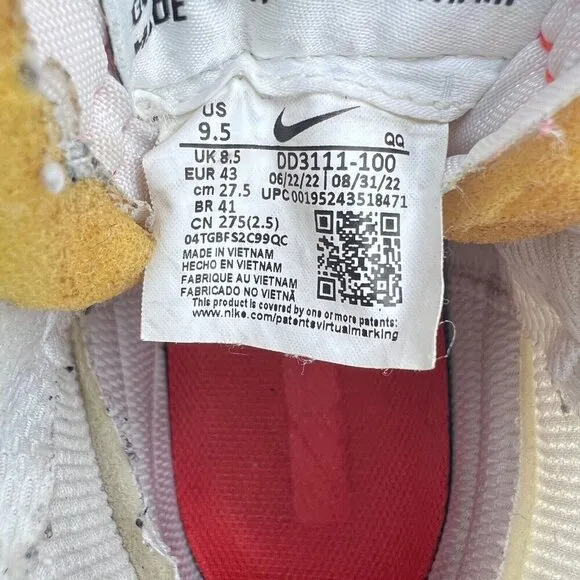 US
9.5
QQ
UK 8.5
DD3111-100
EUR 43
06/22/22 08/31/22
cm 27.5
UPC 00195243518471
BR 41
CN 275(2.5)
04TGBFS2C99QC
MADE IN VIETNAM
HECHO EN VIETNAM
FABRIQUE AU VIETNAM
FABRICADO NO VIETNÃ
This product is covered by one or more patents:
www.nike.com/patentsvirtualmarking